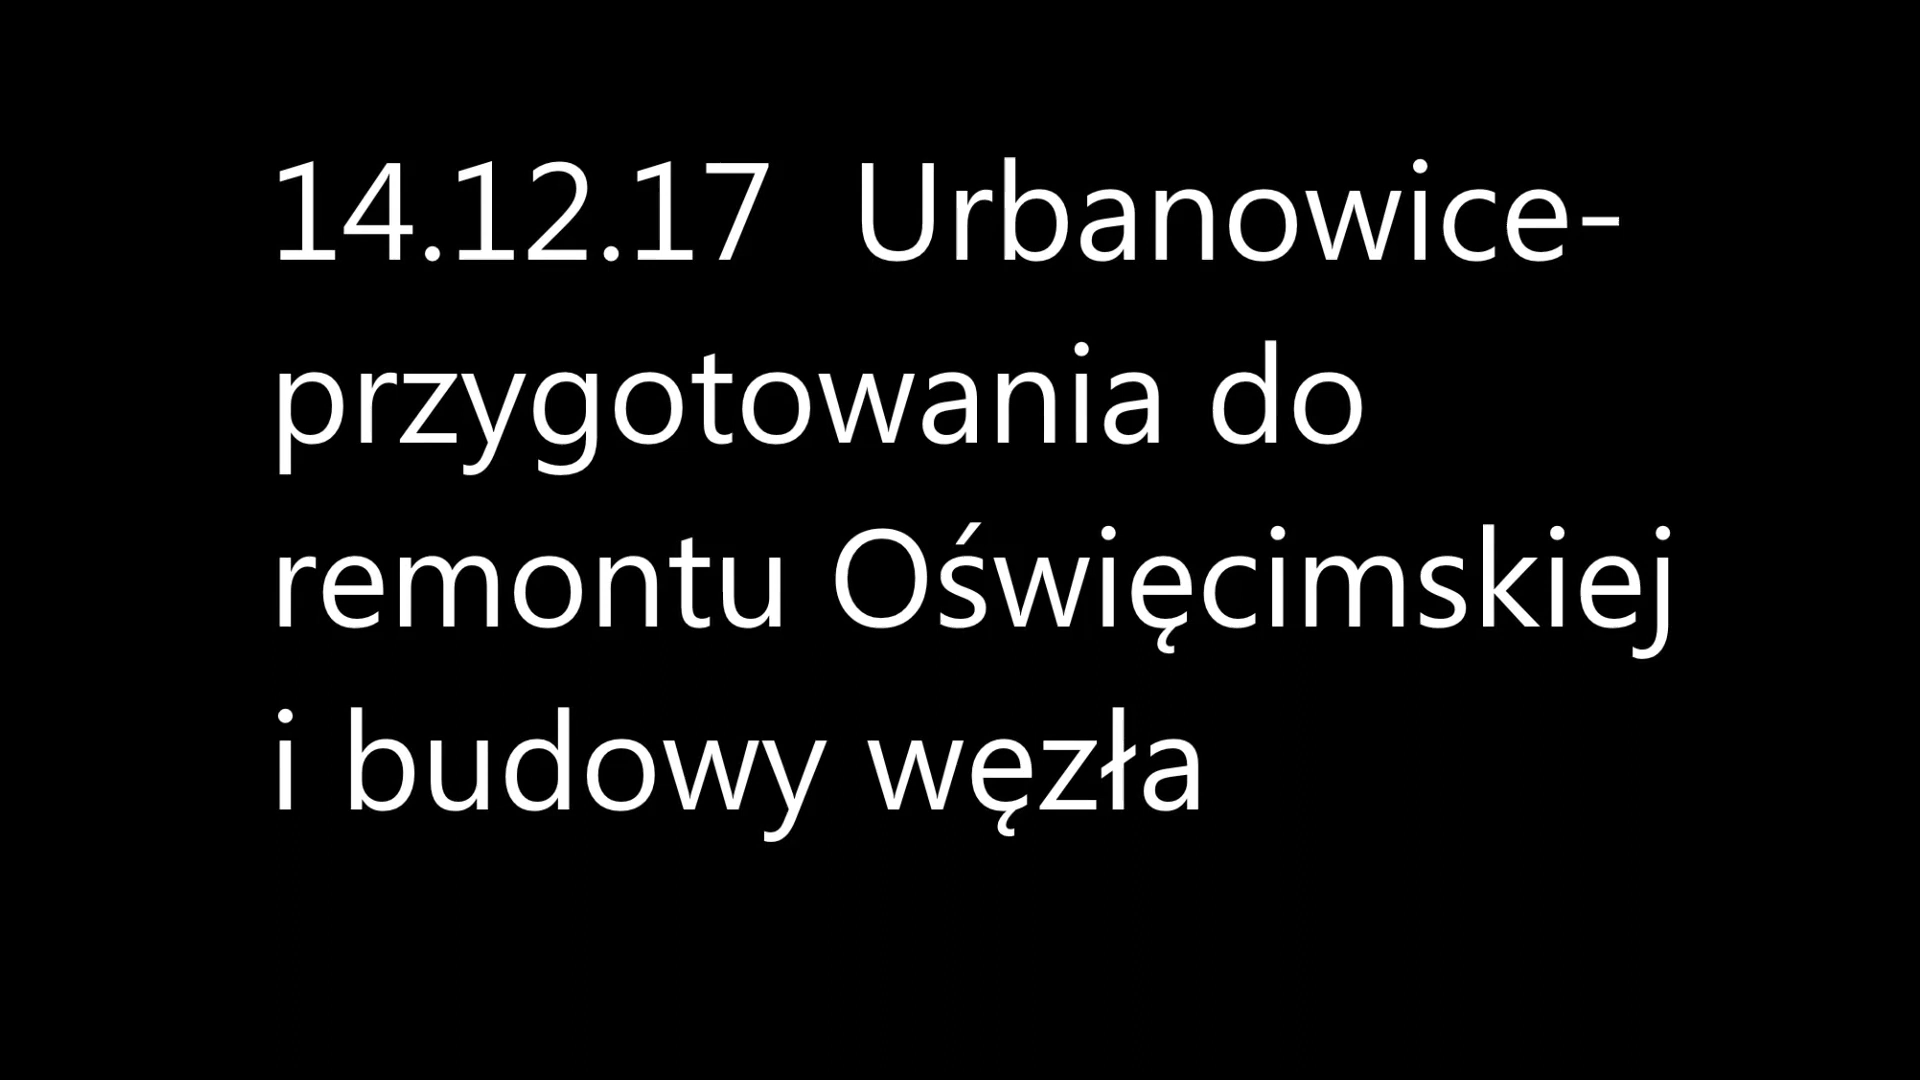 14.12.17  Urbanowice-
przygotowania do
remontu Oświęcimskiej
i budowy węzła